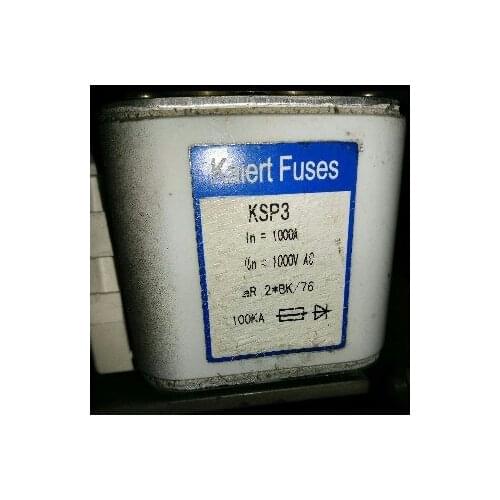 Fuses
KSP3
In = 1000A
Un = 1000V AC
aR 2*BK/76
100KA